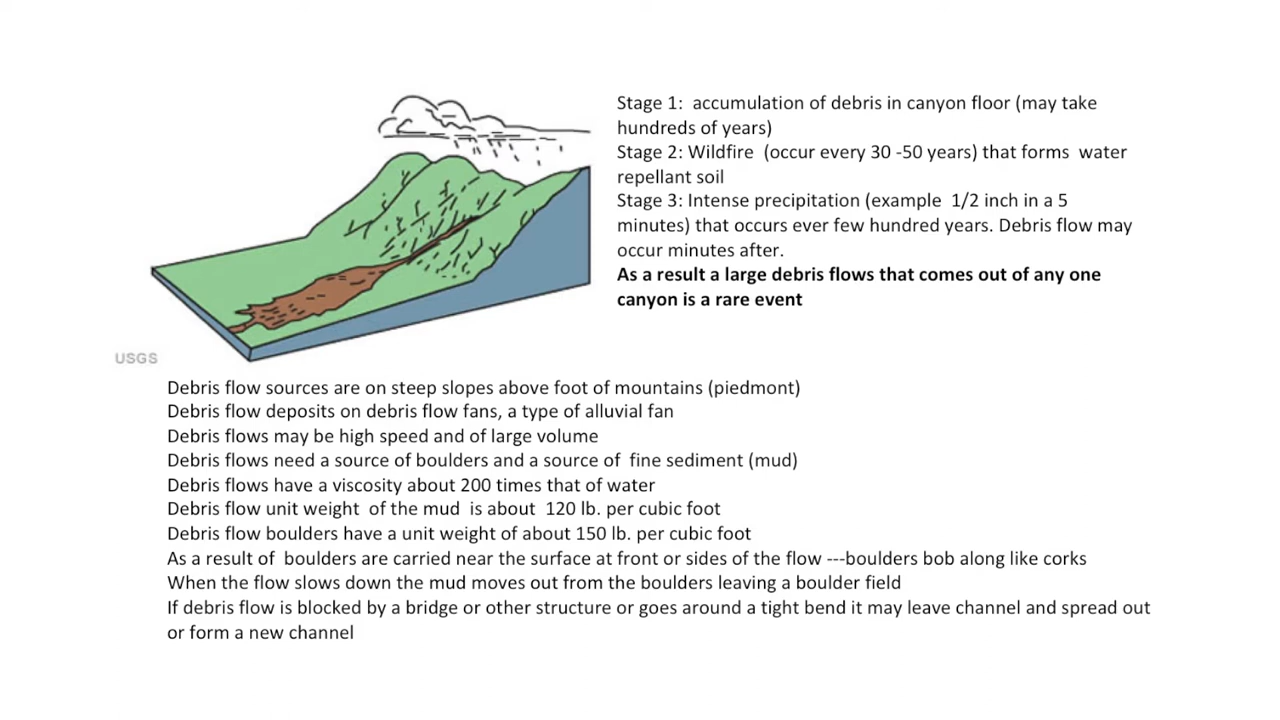 Stage 1:  accumulation of debris in canyon floor (may take
hundreds of years)
Stage 2: Wildfire  (occur every 30 -50 years) that forms  water
repellant soil
Stage 3: Intense precipitation (example  1/2 inch in a 5
minutes) that occurs ever few hundred years. Debris flow may
occur minutes after.
As a result a large debris flows that comes out of any one
canyon is a rare event
USGS
Debris flow sources are on steep slopes above foot of mountains (piedmont)
Debris flow deposits on debris flow fans, a type of alluvial fan
Debris flows may be high speed and of large volume
Debris flows need a source of boulders and a source of  fine sediment (mud)
Debris flows have a viscosity about 200 times that of water
Debris flow unit weight  of the mud  is about  120 lb. per cubic foot
Debris flow boulders have a unit weight of about 150 lb. per cubic foot
As a result of  boulders are carried near the surface at front or sides of the flow ---boulders bob along like corks
When the flow slows down the mud moves out from the boulders leaving a boulder field
If debris flow is blocked by a bridge or other structure or goes around a tight bend it may leave channel and spread out
or form a new channel